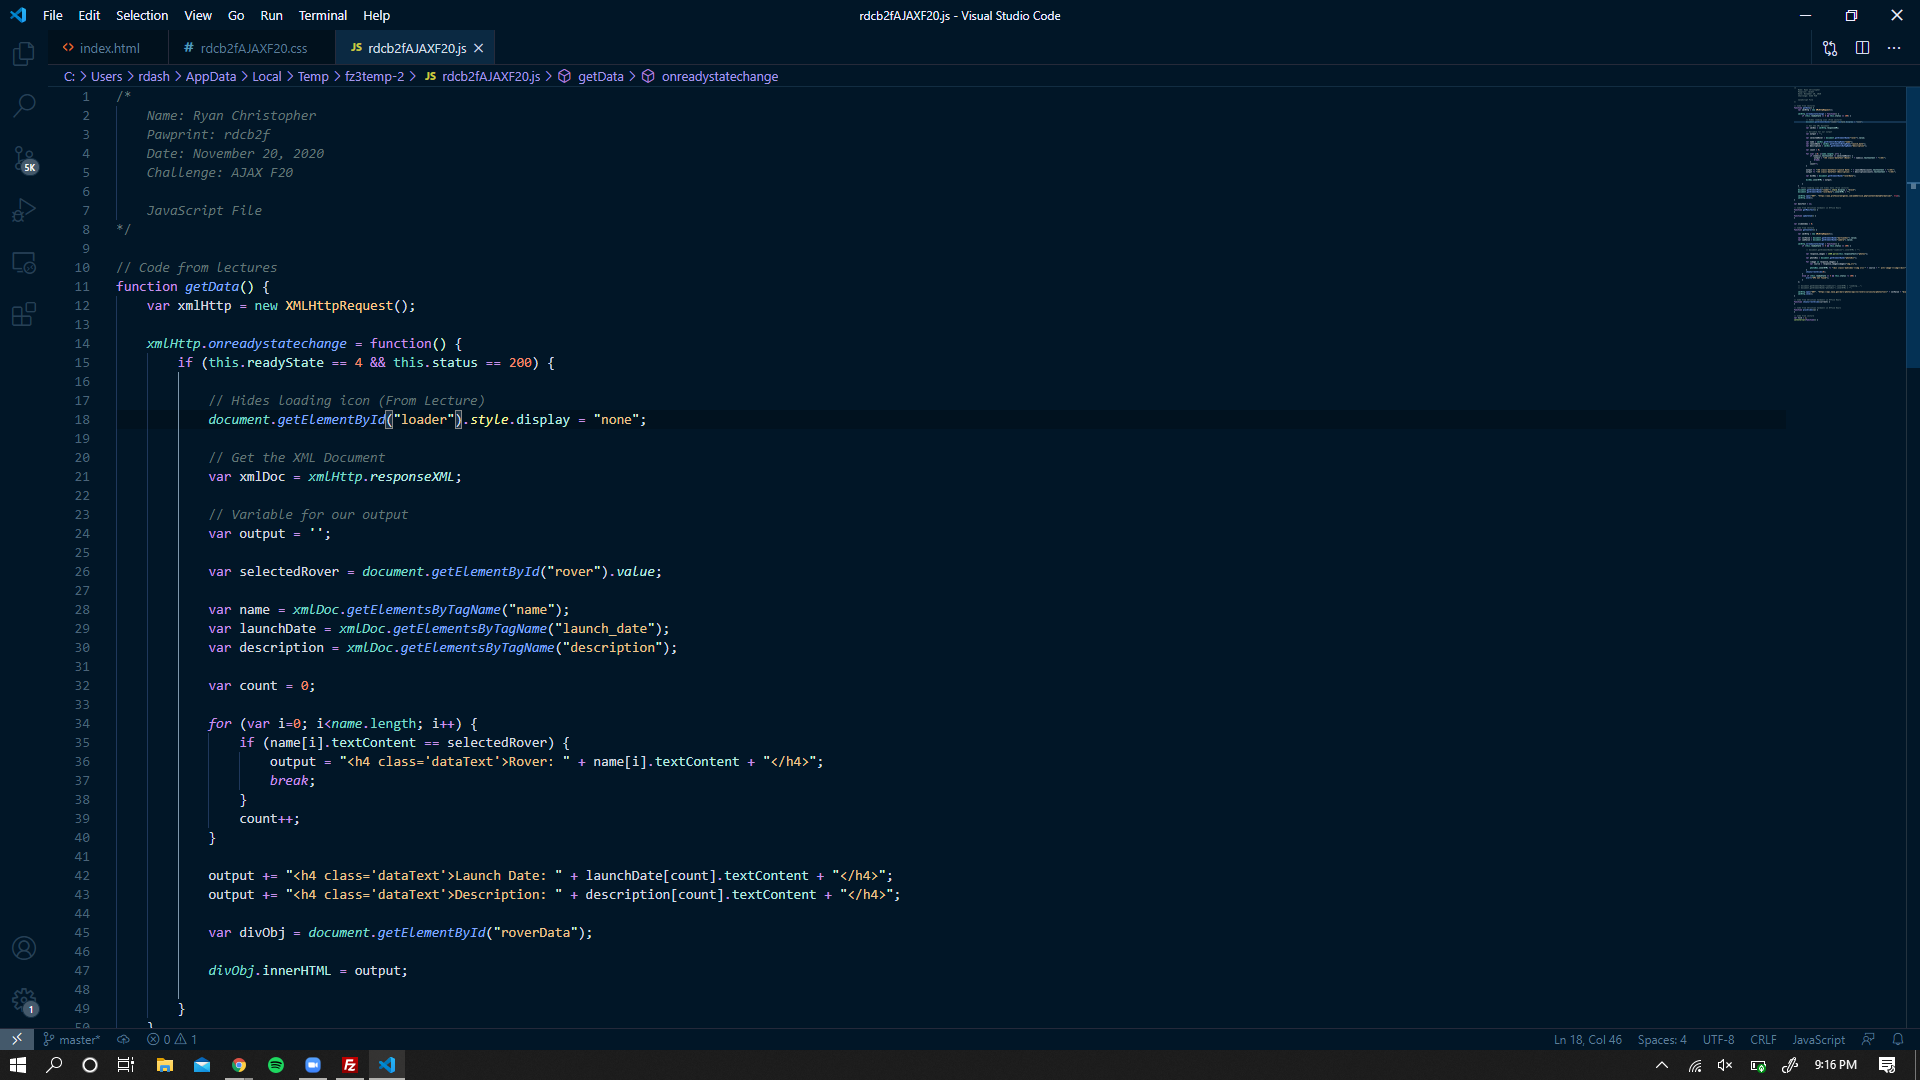 File Edit Selection View Go Run Terminal Help
rdcb2fAJAXF20.js - Visual Studio Code
index.html
rdcb2fAJAXF20.css
JS rdcb2fAJAXF20.js
C: > Users > rdash > AppData > Local > Temp > fz3temp-2 > JS rdcb2fAJAXF20.js > getData > onreadystatechange
1 /*
2 Name: Ryan Christopher
3 Pawprint: rdcb2f
4 Date: November 20, 2020
5 Challenge: AJAX F20
6
7 JavaScript File
8 */
9
10 // Code from lectures
11 function getData() {
12 var xmlHttp = new XMLHttpRequest();
13
14 xmlHttp.onreadystatechange = function() {
15 if (this.readyState == 4 && this.status == 200) {
16
17 // Hides loading icon (From Lecture)
18 document.getElementById("loader").style.display = "none";
19
20 // Get the XML Document
21 var xmlDoc = xmlHttp.responseXML;
22
23 // Variable for our output
24 var output = '';
25
26 var selectedRover = document.getElementById("rover").value;
27
28 var name = xmlDoc.getElementsByTagName("name");
29 var launchDate = xmlDoc.getElementsByTagName("launch_date");
30 var description = xmlDoc.getElementsByTagName("description");
31
32 var count = 0;
33
34 for (var i=0; i<name.length; i++) {
35 if (name[i].textContent == selectedRover) {
36 output = "<h4 class='dataText'>Rover: " + name[i].textContent + "</h4>";
37 break;
38 }
39 count++;
40 }
41
42 output += "<h4 class='dataText'>Launch Date: " + launchDate[count].textContent + "</h4>";
43 output += "<h4 class='dataText'>Description: " + description[count].textContent + "</h4>";
44
45 var divObj = document.getElementById("roverData");
46
47 divObj.innerHTML = output;
48
49 }
50 }
5K
1
master* 0 1
Ln 18, Col 46 Spaces: 4 UTF-8 CRLF JavaScript
9:16 PM